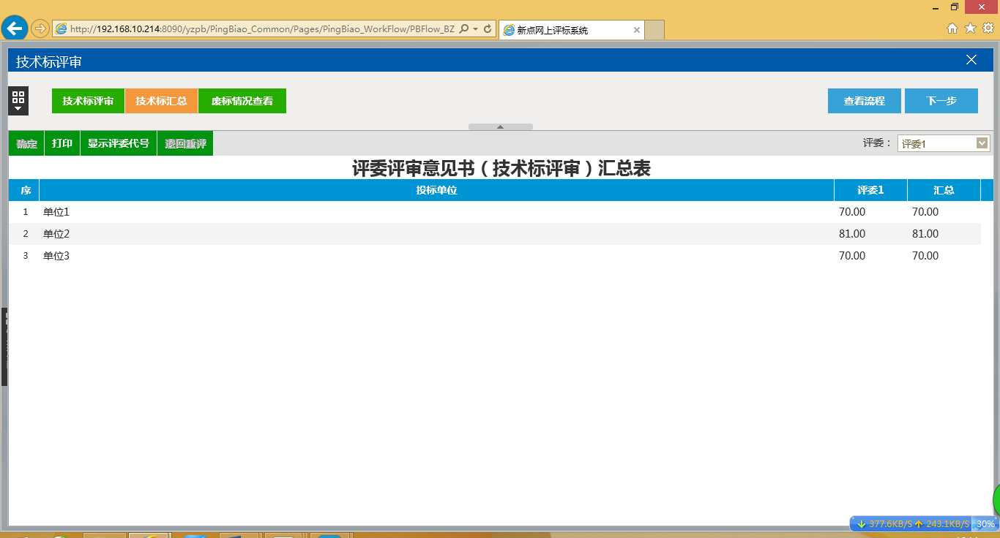 http://192.168.10.214:8090/yzpb/PingBiao_Common/Pages/PingBiao_WorkFlow/PBFlow_BZ
新点网上评标系统
技术标评审
技术标评审 技术标汇总 废标情况查看 查看流程 下一步
确定 打印 显示评委代号 退回重评 评委： 评委1
评委评审意见书（技术标评审）汇总表
序 投标单位 评委1 汇总
1 单位1 70.00 70.00
2 单位2 81.00 81.00
3 单位3 70.00 70.00
377.6KB/S 243.1KB/S 30%